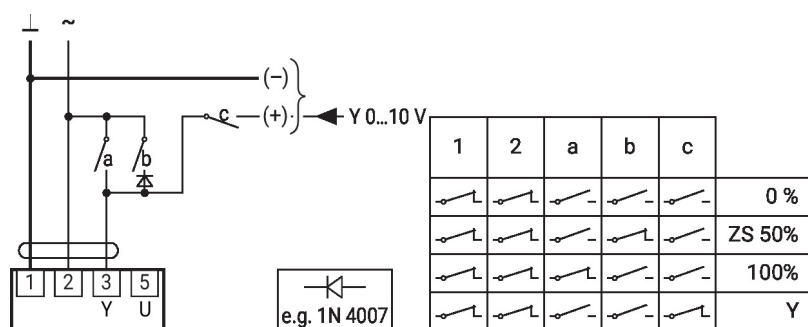 ⊥ ~
(–)
c (+) Y 0...10 V
a b
1 2 3 5
Y U
e.g. 1N 4007
1 2 a b c
0 %
ZS 50%
100%
Y